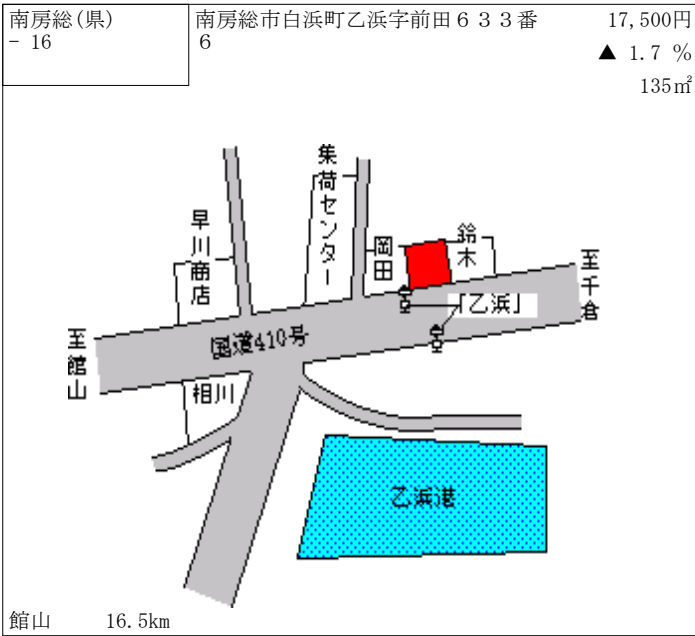 南房総(県)
- 16
南房総市白浜町乙浜字前田６３３番
6
17,500円
▲ 1.7 %
135㎡
集荷センター
早川商店
岡田
鈴木
至千倉
「乙浜」
国道410号
至館山
相川
乙浜港
館山 16.5km